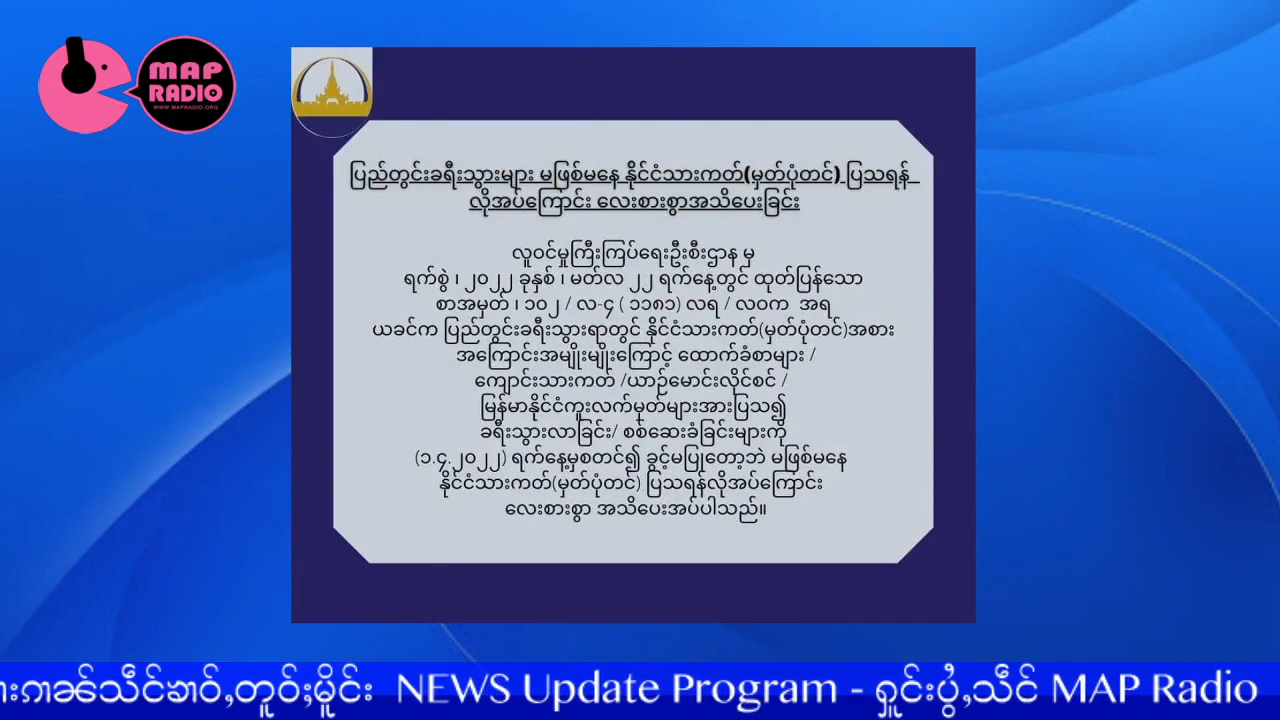 MAP
RADIO
WWW.MAPRADIO.ORG
ပြည်တွင်းခရီးသွားများ မဖြစ်မနေ နိုင်ငံသားကတ်(မှတ်ပုံတင်) ပြသရန်
လိုအပ်ကြောင်း လေးစားစွာအသိပေးခြင်း
လူဝင်မှုကြီးကြပ်ရေးဦးစီးဌာန မှ
ရက်စွဲ ၊ ၂၀၂၂ ခုနှစ် ၊ မတ်လ ၂၂ ရက်နေ့တွင် ထုတ်ပြန်သော
စာအမှတ် ၊ ၁၀၂ / လ-၄ ( ၁၁၈၁) လရ / လဝက အရ
ယခင်က ပြည်တွင်းခရီးသွားရာတွင် နိုင်ငံသားကတ်(မှတ်ပုံတင်)အစား
အကြောင်းအမျိုးမျိုးကြောင့် ထောက်ခံစာများ /
ကျောင်းသားကတ် /ယာဉ်မောင်းလိုင်စင် /
မြန်မာနိုင်ငံကူးလက်မှတ်များအားပြသ၍
ခရီးသွားလာခြင်း/ စစ်ဆေးခံခြင်းများကို
(၁.၄.၂၀၂၂) ရက်နေ့မှစတင်၍ ခွင့်မပြုတော့ဘဲ မဖြစ်မနေ
နိုင်ငံသားကတ်(မှတ်ပုံတင်) ပြသရန်လိုအပ်ကြောင်း
လေးစားစွာ အသိပေးအပ်ပါသည်။
း​ၵၢၼ်သဵင်ၶၢဝ်ႇတူဝ်ႈမိူင်း NEWS Update Program - ႁူင်းပွႆႇသဵင် MAP Radio